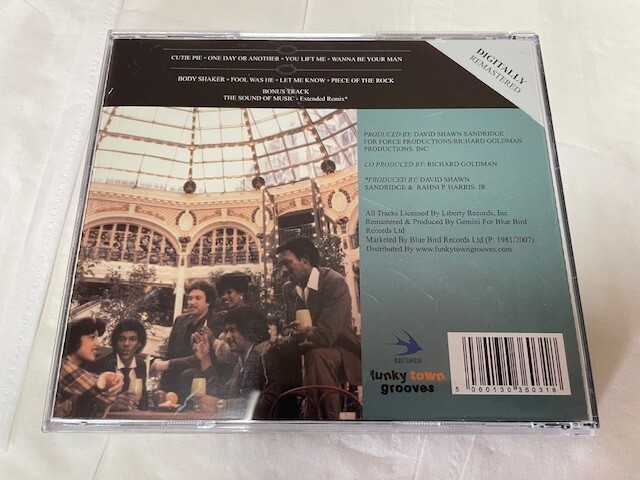 CUTIE PIE • ONE DAY OR ANOTHER • YOU LIFT ME • WANNA BE YOUR MAN
BODY SHAKER • FOOL WAS HE • LET ME KNOW • PIECE OF THE ROCK
BONUS TRACK
THE SOUND OF MUSIC - Extended Remix*
DIGITALLY
REMASTERED
PRODUCED BY: DAVID SHAWN SANDRIDGE
FOR FORCE PRODUCTIONS/RICHARD GOLDMAN
PRODUCTIONS. INC.
CO PRODUCED BY: RICHARD GOLDMAN
*PRODUCED BY: DAVID SHAWN
SANDRIDGE & RAHNI P. HARRIS. JR
All Tracks Licensed By Liberty Records, Inc
Remastered & Produced By Gemini For Blue Bird
Records Ltd
Marketed By Blue Bird Records Ltd (P: 1981/2007)
Distributed By www.funkytowngrooves.com
RECORDS
funky town
grooves
5 060130 360318